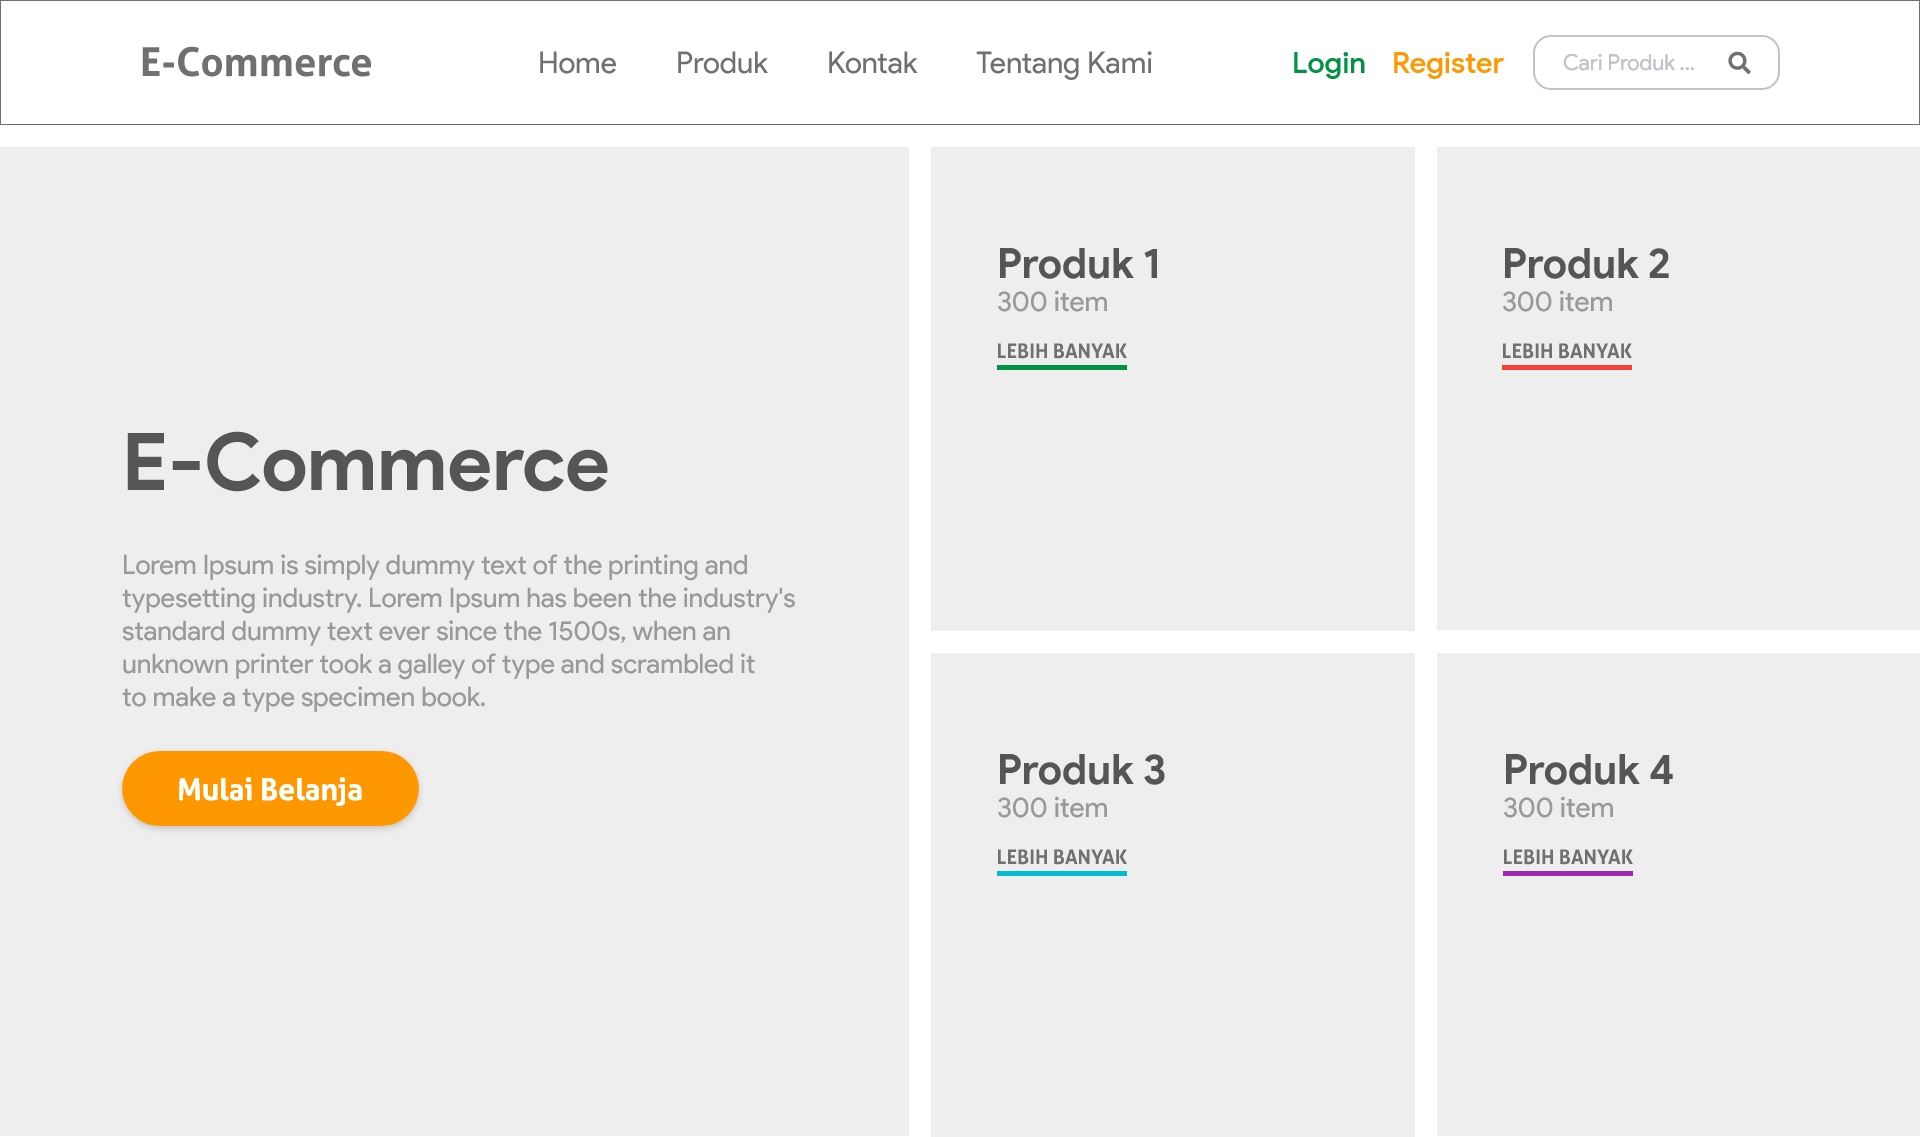 E-Commerce
Home
Produk
Kontak
Tentang Kami
Login
Register
Cari Produk ...
E-Commerce
Lorem Ipsum is simply dummy text of the printing and
typesetting industry. Lorem Ipsum has been the industry's
standard dummy text ever since the 1500s, when an
unknown printer took a galley of type and scrambled it
to make a type specimen book.
Mulai Belanja
Produk 1
300 item
LEBIH BANYAK
Produk 2
300 item
LEBIH BANYAK
Produk 3
300 item
LEBIH BANYAK
Produk 4
300 item
LEBIH BANYAK